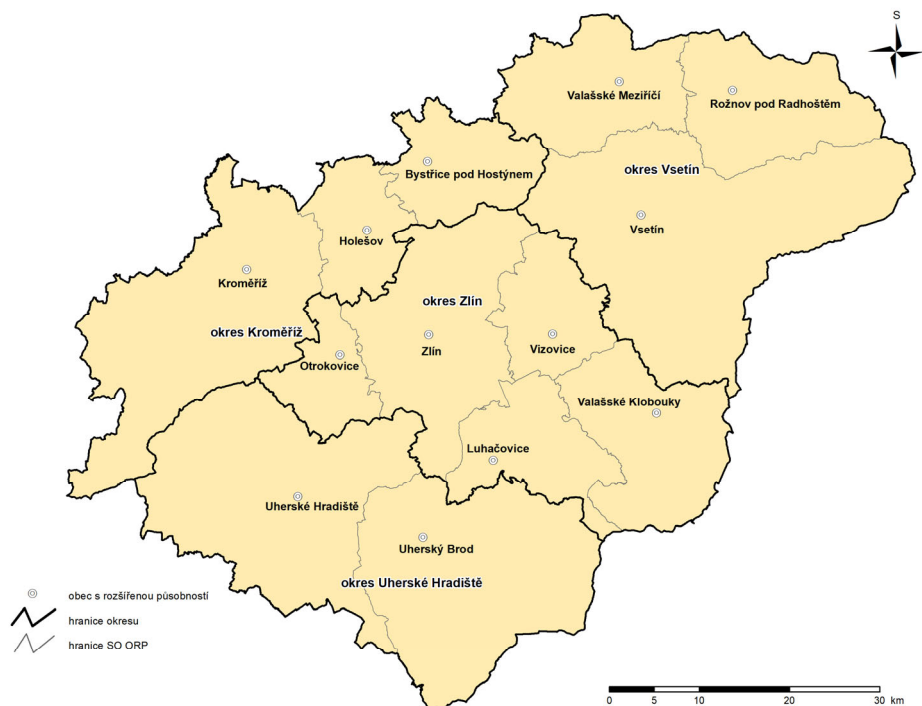 S
Valašské Meziříčí
Rožnov pod Radhoštěm
Bystřice pod Hostýnem
okres Vsetín
Vsetín
Holešov
Kroměříž
okres Zlín
okres Kroměříž
Zlín
Vizovice
Otrokovice
Valašské Klobouky
Luhačovice
Uherské Hradiště
Uherský Brod
okres Uherské Hradiště
obec s rozšířenou působností
hranice okresu
hranice SO ORP
0 5 10 20 30 km